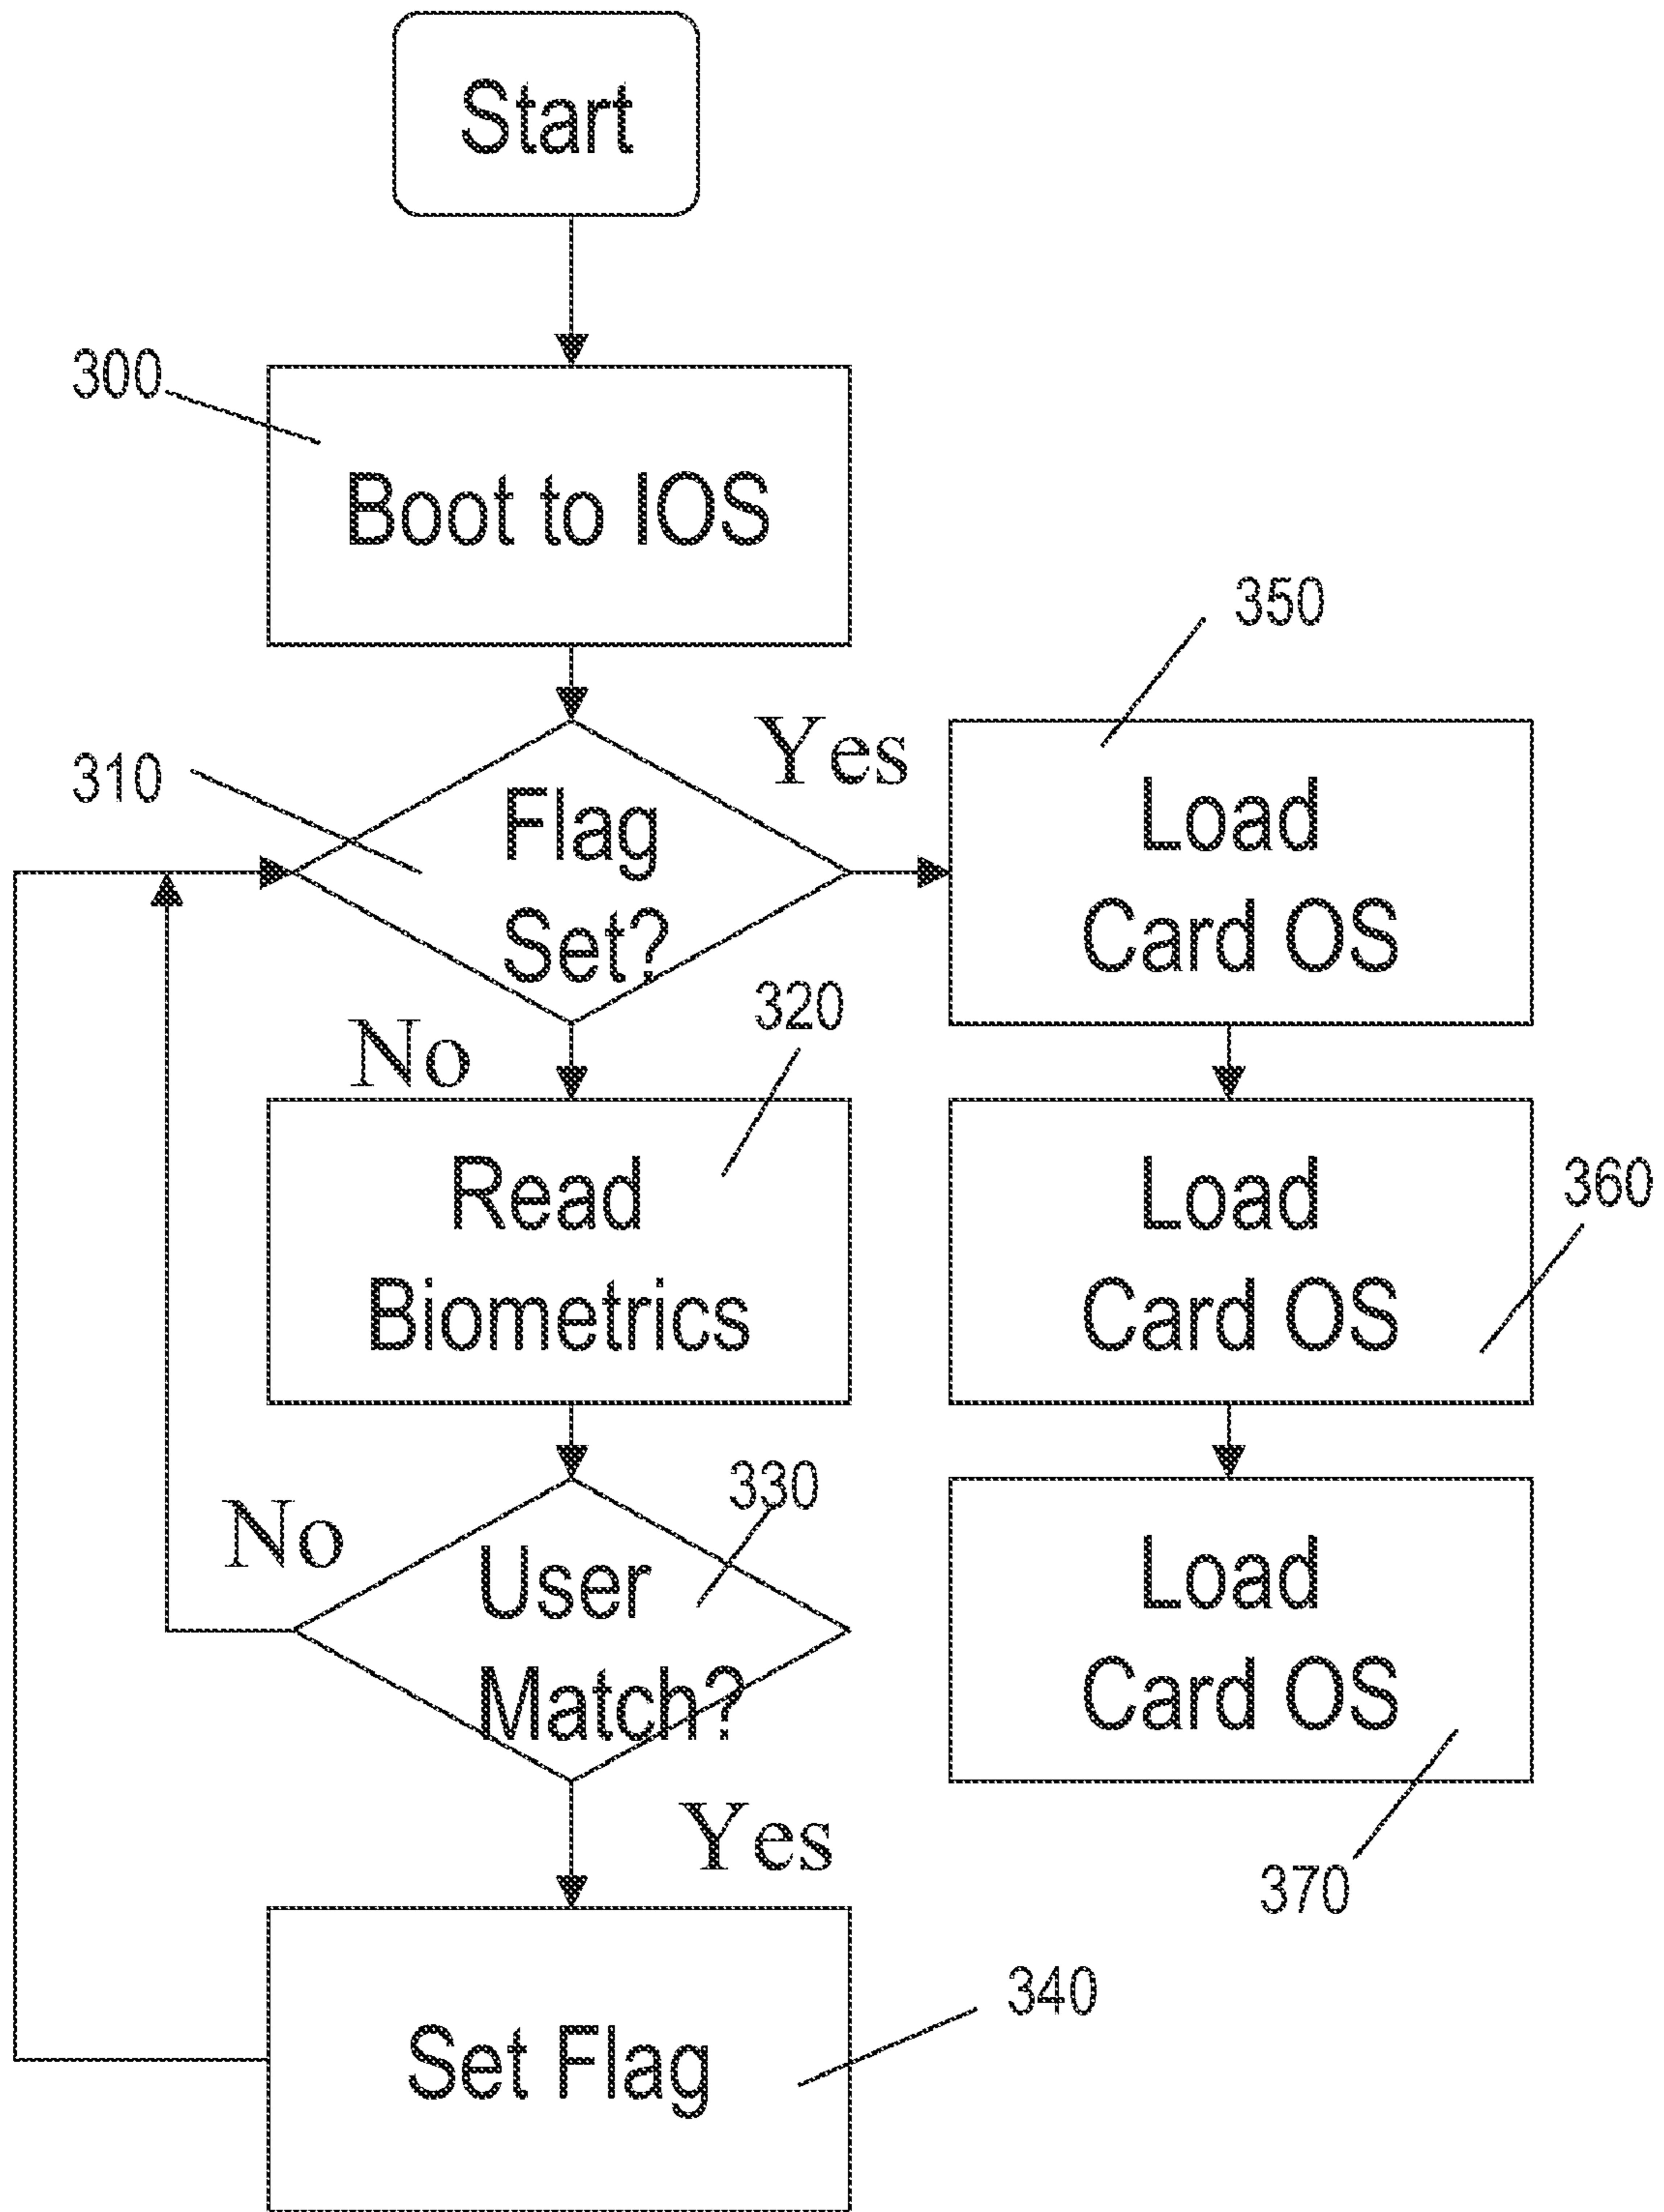 Start
300
Boot to IOS
350
310
Flag
Set?
Yes
Load
Card OS
No
320
Read
Biometrics
Load
Card OS
360
330
No
User
Match?
Load
Card OS
Yes
370
340
Set Flag